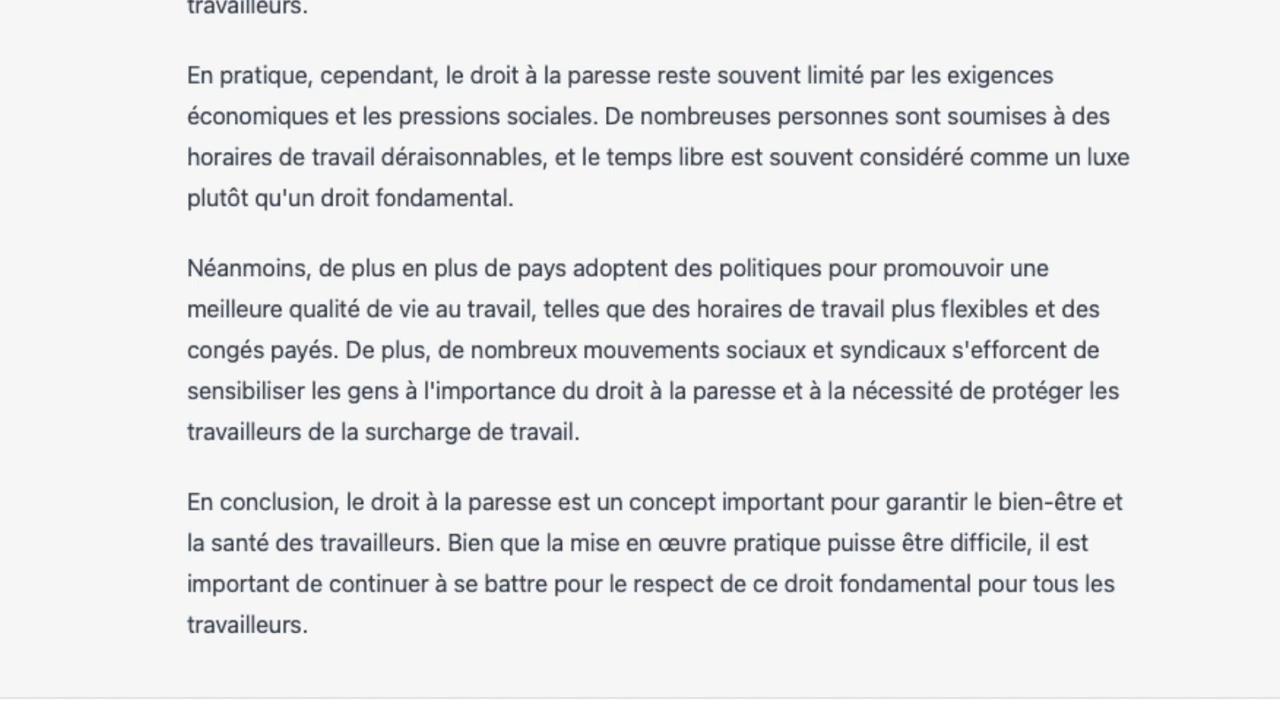 travailleurs.
En pratique, cependant, le droit à la paresse reste souvent limité par les exigences
économiques et les pressions sociales. De nombreuses personnes sont soumises à des
horaires de travail déraisonnables, et le temps libre est souvent considéré comme un luxe
plutôt qu'un droit fondamental.
Néanmoins, de plus en plus de pays adoptent des politiques pour promouvoir une
meilleure qualité de vie au travail, telles que des horaires de travail plus flexibles et des
congés payés. De plus, de nombreux mouvements sociaux et syndicaux s'efforcent de
sensibiliser les gens à l'importance du droit à la paresse et à la nécessité de protéger les
travailleurs de la surcharge de travail.
En conclusion, le droit à la paresse est un concept important pour garantir le bien-être et
la santé des travailleurs. Bien que la mise en œuvre pratique puisse être difficile, il est
important de continuer à se battre pour le respect de ce droit fondamental pour tous les
travailleurs.